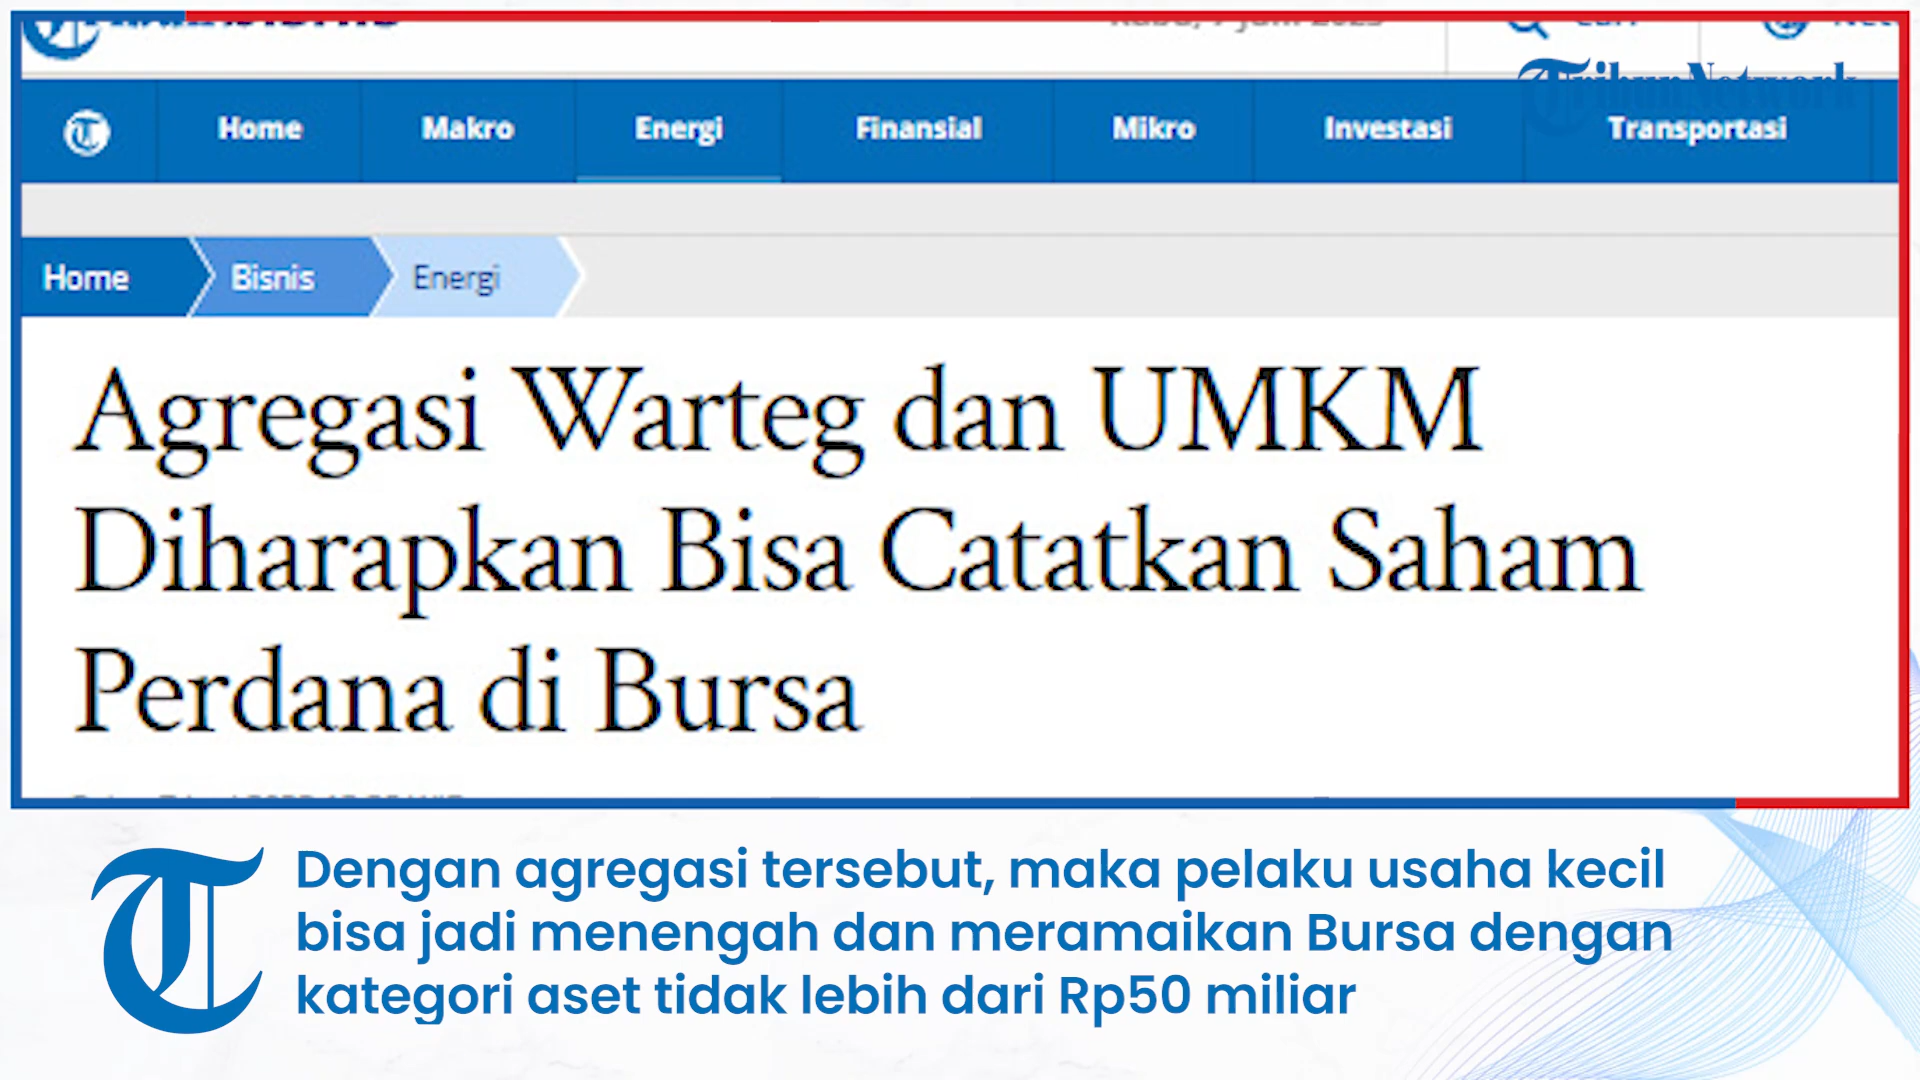 Tribun Network
Home Makro Energi Finansial Mikro Investasi Transportasi
Home Bisnis Energi
Agregasi Warteg dan UMKM
Diharapkan Bisa Catatkan Saham
Perdana di Bursa
Dengan agregasi tersebut, maka pelaku usaha kecil
bisa jadi menengah dan meramaikan Bursa dengan
kategori aset tidak lebih dari Rp50 miliar